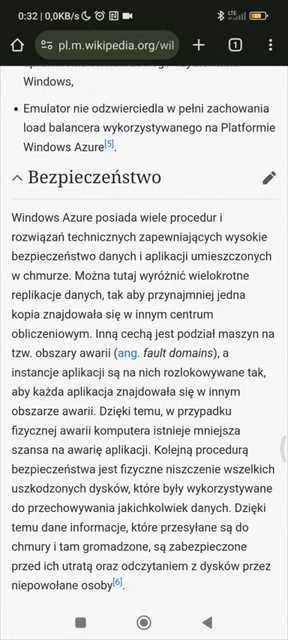 0:32 | 0,0KB/s
LTE
pl.m.wikipedia.org/wil
1
Windows,
• Emulator nie odzwierciedla w pełni zachowania
load balancera wykorzystywanego na Platformie
Windows Azure[5].
Bezpieczeństwo
Windows Azure posiada wiele procedur i
rozwiązań technicznych zapewniających wysokie
bezpieczeństwo danych i aplikacji umieszczonych
w chmurze. Można tutaj wyróżnić wielokrotne
replikacje danych, tak aby przynajmniej jedna
kopia znajdowała się w innym centrum
obliczeniowym. Inną cechą jest podział maszyn na
tzw. obszary awarii (ang. fault domains), a
instancje aplikacji są na nich rozlokowywane tak,
aby każda aplikacja znajdowała się w innym
obszarze awarii. Dzięki temu, w przypadku
fizycznej awarii komputera istnieje mniejsza
szansa na awarię aplikacji. Kolejną procedurą
bezpieczeństwa jest fizyczne niszczenie wszelkich
uszkodzonych dysków, które były wykorzystywane
do przechowywania jakichkolwiek danych. Dzięki
temu dane informacje, które przesyłane są do
chmury i tam gromadzone, są zabezpieczone
przed ich utratą oraz odczytaniem z dysków przez
niepowołane osoby[6].